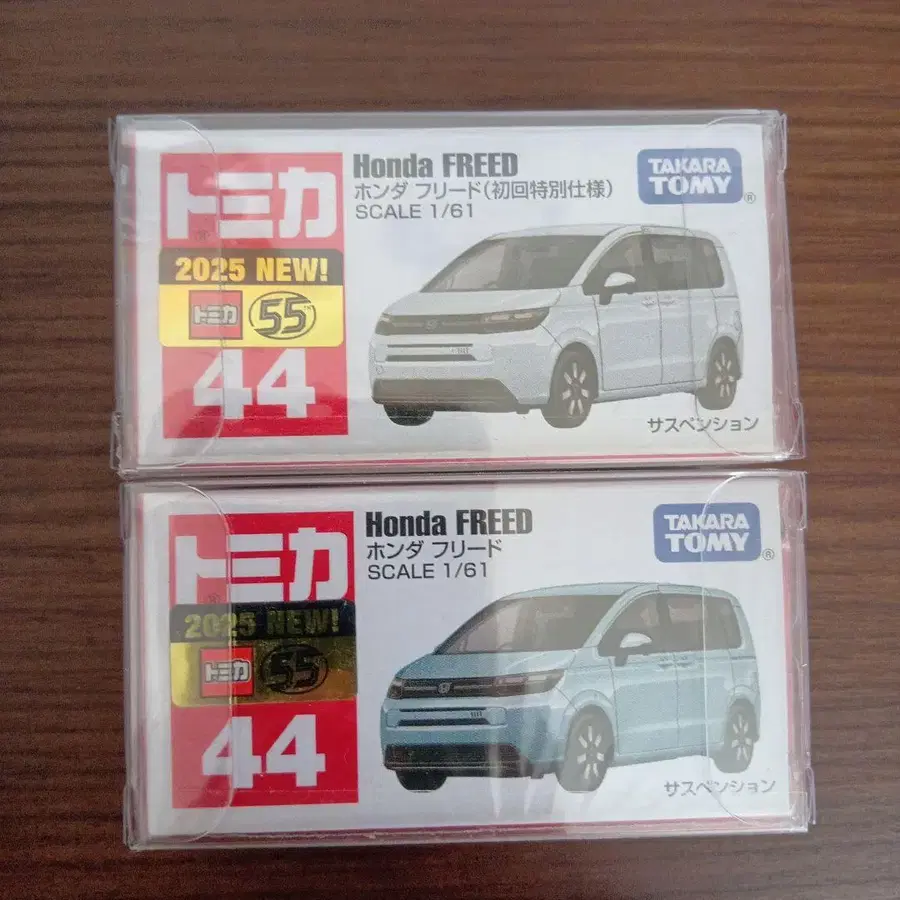 トミカ
2025 NEW!
トミカ 55
44
Honda FREED
ホンダ フリード(初回特別仕様)
SCALE 1/61
TAKARA
TOMY
®
サスペンション
トミカ
2025 NEW!
トミカ 55
44
Honda FREED
ホンダ フリード
SCALE 1/61
TAKARA
TOMY
®
サスペンション